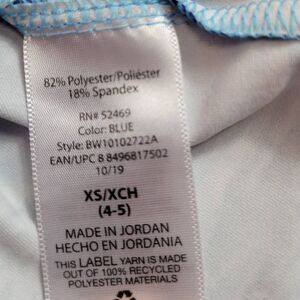 82% Polyester/Poliéster
18% Spandex
RN# 52469
Color: BLUE
Style: BW10102722A
EAN/UPC 8 8496817502
10/19
XS/XCH
(4-5)
MADE IN JORDAN
HECHO EN JORDANIA
THIS LABEL YARN IS MADE
OUT OF 100% RECYCLED
POLYESTER MATERIALS